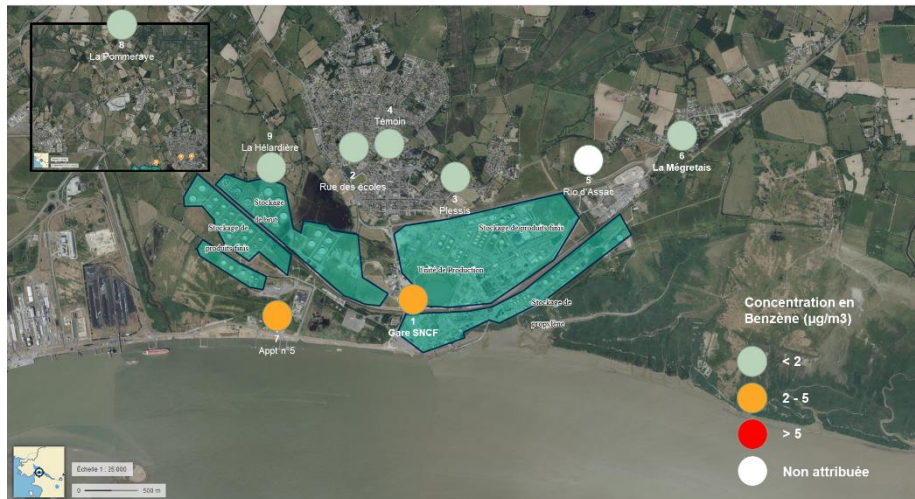 8
La Pommeraye
4
Témoin
9
La Hélardière
2
Rue des écoles
3
Plessis
5
Rio d'Assac
6
La Mégretais
Stockage
de brut
Stockage de
produits finis
Stockage de produits finis
Unité de Production
Stockage de
propylène
1
Gare SNCF
7
Appt n°5
Concentration en
Benzène (µg/m3)
< 2
2 - 5
> 5
Non attribuée
Échelle 1 : 25 000
0
500 m